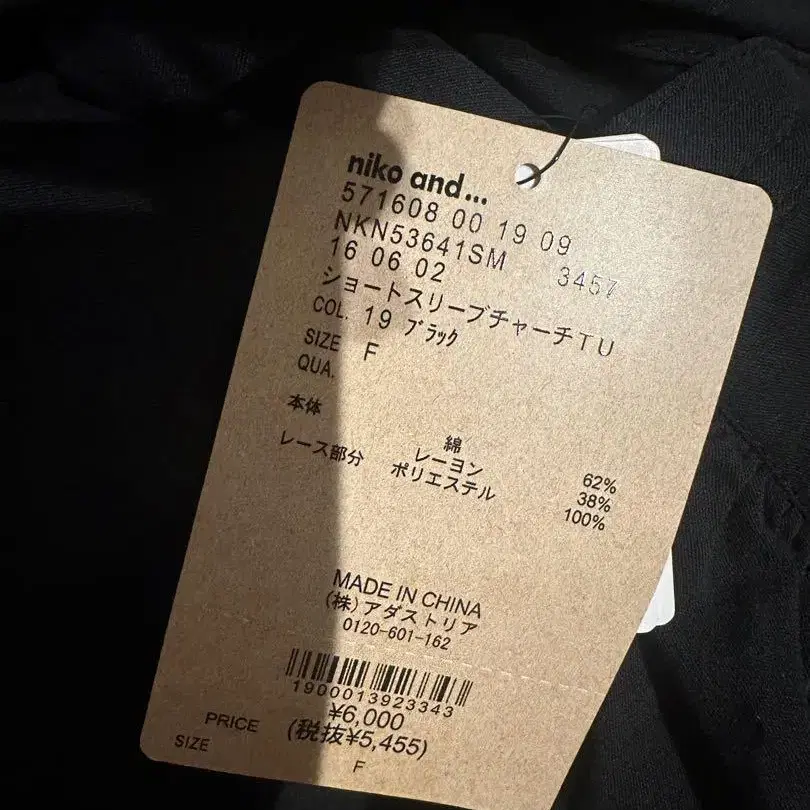 niko and...
571608 00 19 09
NKN53641SM 3457
16 06 02
ショートスリーブチャーチTU
COL. 19 ブラック
SIZE F
QUA.
本体 綿 62%
レーヨン 38%
レース部分 ポリエステル 100%
MADE IN CHINA
(株)アダストリア
0120-601-162
1900013923343
PRICE ¥6,000
(税抜¥5,455)
SIZE F